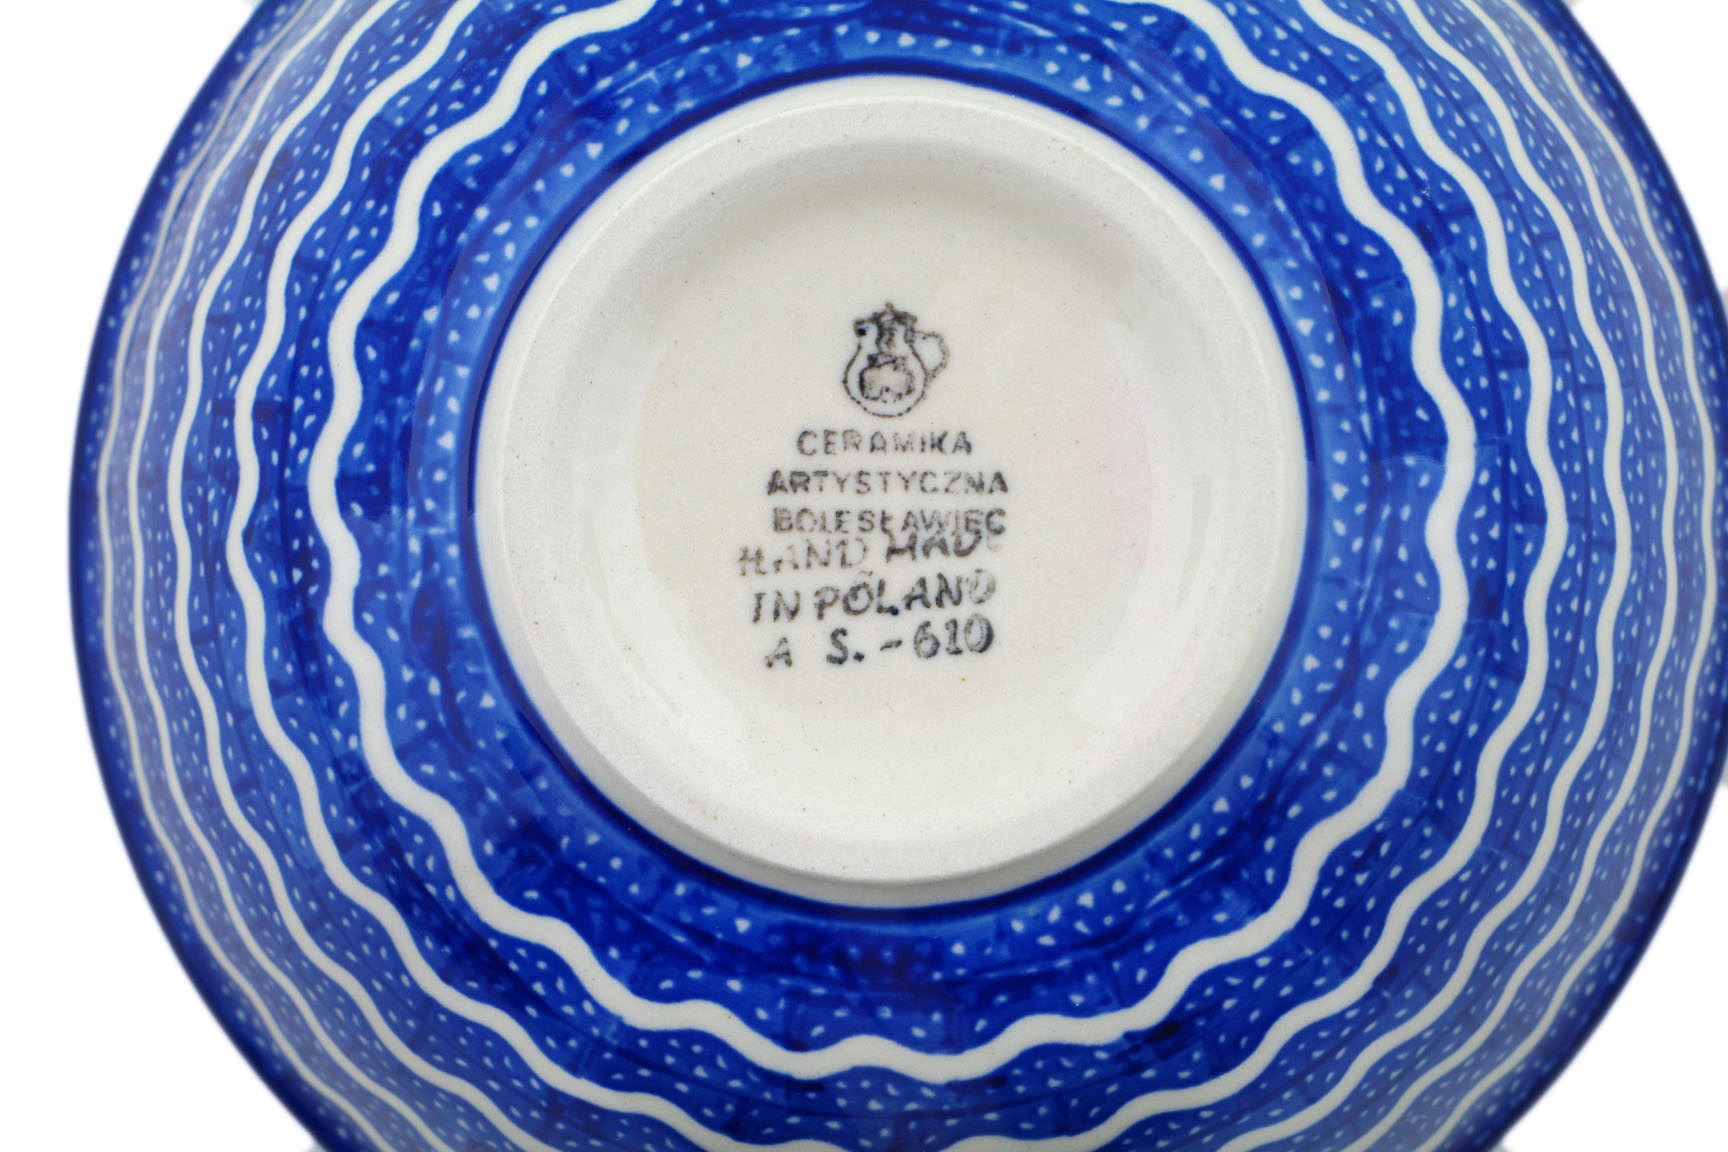 CERAMIKA
ARTYSTYCZNA
BOLESŁAWIEC
HAND MADE
IN POLAND
A S. - 610